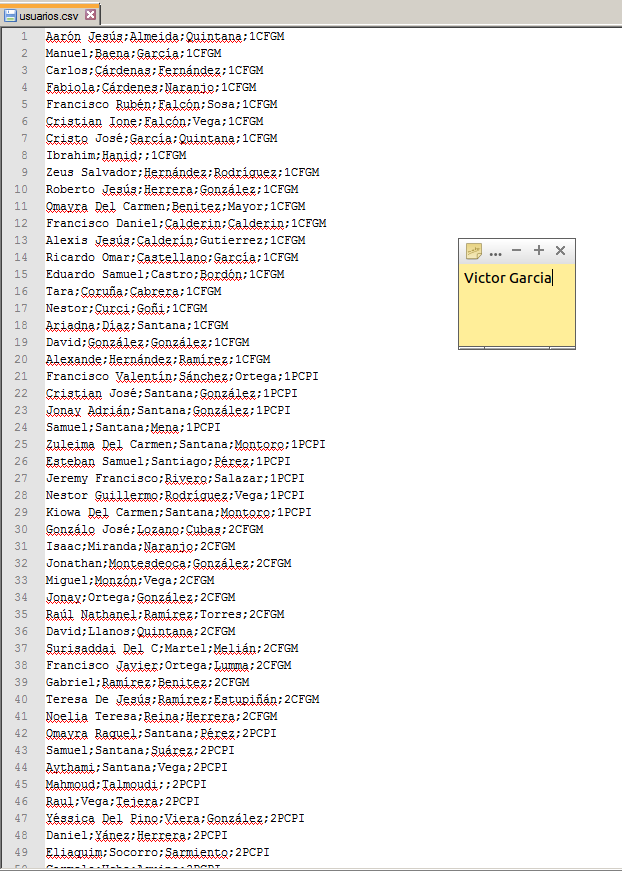 usuarios.csv
1 Aarón Jesús;Almeida;Quintana;1CFGM
2 Manuel;Baena;García;1CFGM
3 Carlos;Cárdenas;Fernández;1CFGM
4 Fabiola;Cárdenes;Naranjo;1CFGM
5 Francisco Rubén;Falcón;Sosa;1CFGM
6 Cristian Ione;Falcón;Vega;1CFGM
7 Cristo José;García;Quintana;1CFGM
8 Ibrahim;Hanid;;1CFGM
9 Zeus Salvador;Hernández;Rodríguez;1CFGM
10 Roberto Jesús;Herrera;González;1CFGM
11 Omayra Del Carmen;Benitez;Mayor;1CFGM
12 Francisco Daniel;Calderin;Calderin;1CFGM
13 Alexis Jesús;Calderín;Gutierrez;1CFGM
14 Ricardo Omar;Castellano;García;1CFGM
15 Eduardo Samuel;Castro;Bordón;1CFGM
16 Tara;Coruña;Cabrera;1CFGM
17 Nestor;Curci;Goñi;1CFGM
18 Ariadna;Díaz;Santana;1CFGM
19 David;González;González;1CFGM
20 Alexande;Hernández;Ramírez;1CFGM
21 Francisco Valentín;Sánchez;Ortega;1PCPI
22 Cristian José;Santana;González;1PCPI
23 Jonay Adrián;Santana;González;1PCPI
24 Samuel;Santana;Mena;1PCPI
25 Zuleima Del Carmen;Santana;Montoro;1PCPI
26 Esteban Samuel;Santiago;Pérez;1PCPI
27 Jeremy Francisco;Rivero;Salazar;1PCPI
28 Nestor Guillermo;Rodríguez;Vega;1PCPI
29 Kiowa Del Carmen;Santana;Montoro;1PCPI
30 Gonzálo José;Lozano;Cubas;2CFGM
31 Isaac;Miranda;Naranjo;2CFGM
32 Jonathan;Montesdeoca;González;2CFGM
33 Miguel;Monzón;Vega;2CFGM
34 Jonay;Ortega;González;2CFGM
35 Raúl Nathanel;Ramírez;Torres;2CFGM
36 David;Llanos;Quintana;2CFGM
37 Surisaddai Del C;Martel;Melián;2CFGM
38 Francisco Javier;Ortega;Lumma;2CFGM
39 Gabriel;Ramírez;Benitez;2CFGM
40 Teresa De Jesús;Ramírez;Estupiñán;2CFGM
41 Noelia Teresa;Reina;Herrera;2CFGM
42 Omayra Raquel;Santana;Pérez;2PCPI
43 Samuel;Santana;Suárez;2PCPI
44 Aythami;Santana;Vega;2PCPI
45 Mahmoud;Talmoudi;;2PCPI
46 Raul;Vega;Tejera;2PCPI
47 Yéssica Del Pino;Viera;González;2PCPI
48 Daniel;Yánez;Herrera;2PCPI
49 Eliaquim;Socorro;Sarmiento;2PCPI
...
Victor Garcia